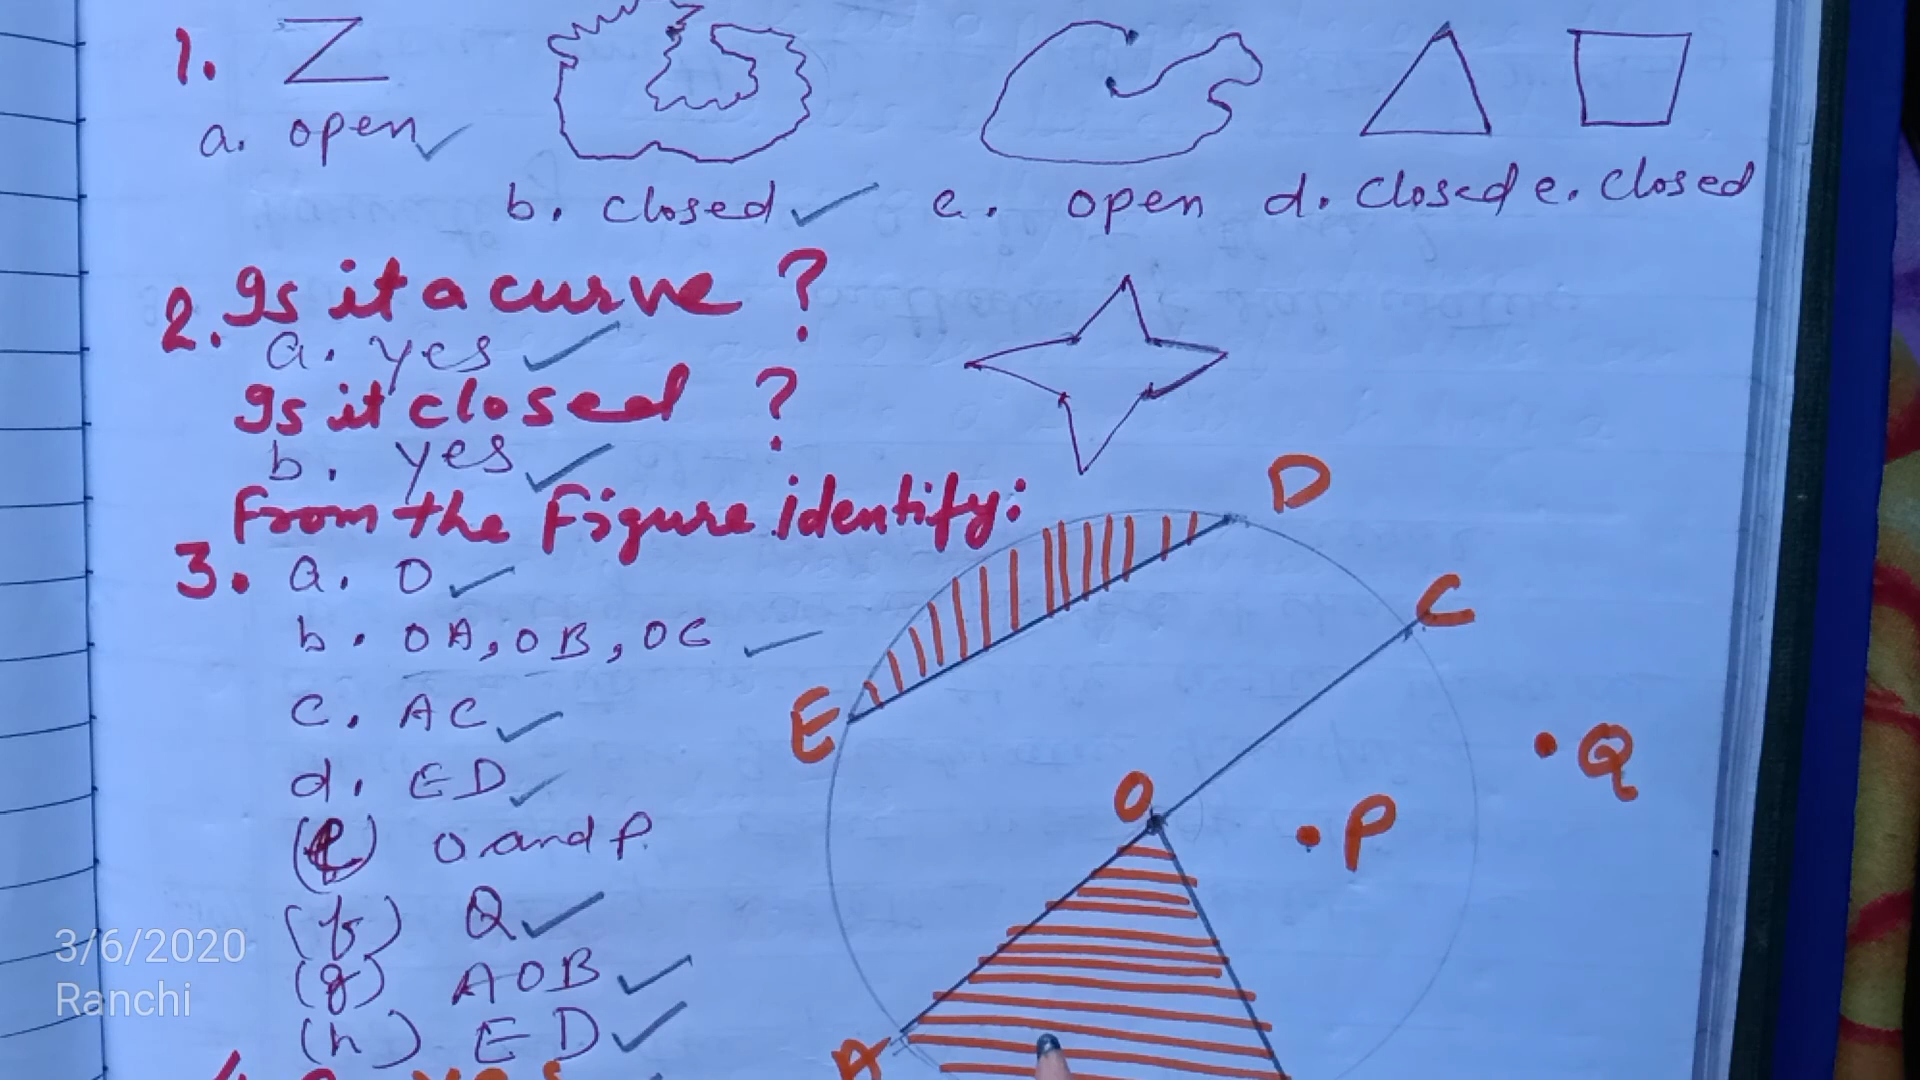 1.
a. open
b. closed c. open d. closed e. closed
2. Is it a curve ?
a. yes
Is it closed ?
b. yes
From the Figure identify:
3. a. O
b. OA, OB, OC
c. AC
d. ED
(e) O and P.
(f) Q
(g) AOB
(h) ED
D
C
E
Q
O
P
A
3/6/2020
Ranchi